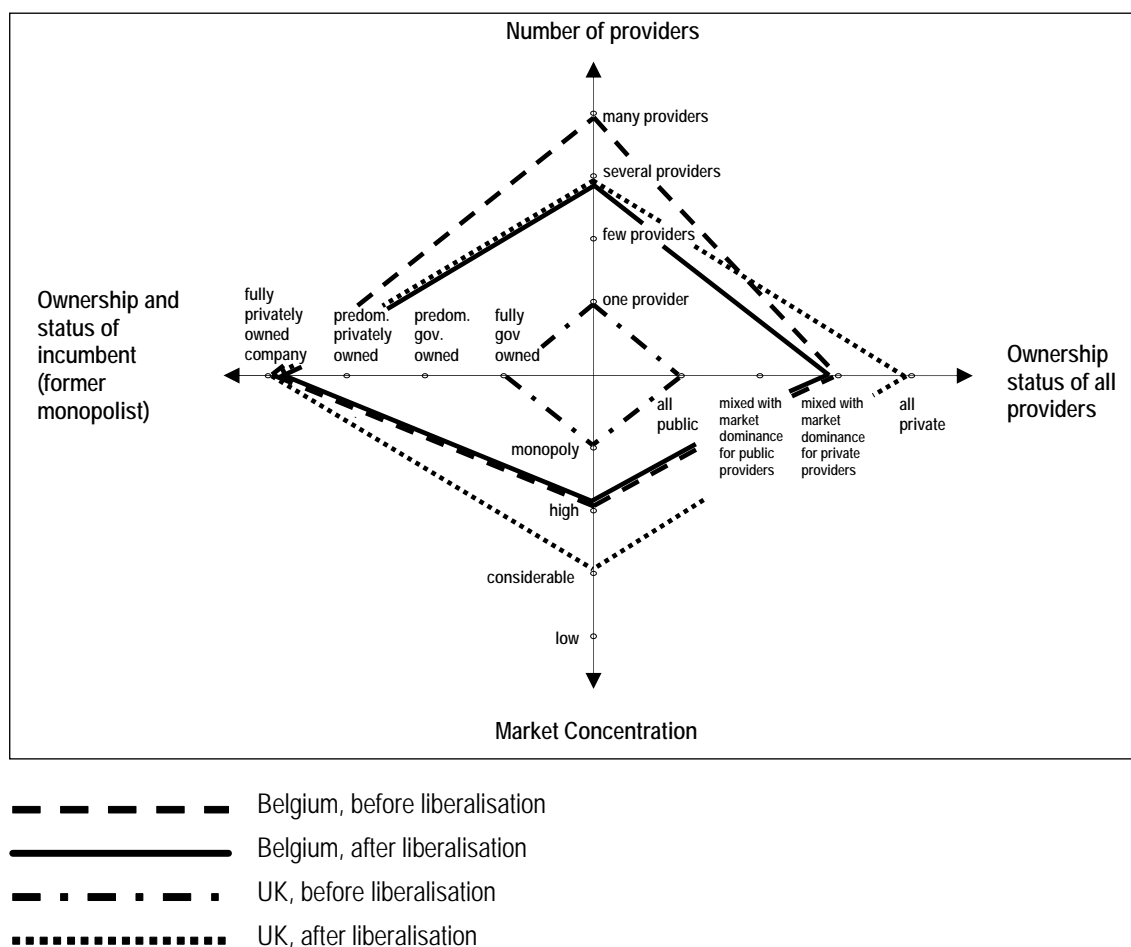 Number of providers
many providers
several providers
few providers
one provider
Ownership and
status of
incumbent
(former
monopolist)
fully
privately
owned
company
predom.
privately
owned
predom.
gov.
owned
fully
gov
owned
Ownership
status of all
providers
all
public
mixed with
market
dominance
for public
providers
mixed with
market
dominance
for private
providers
all
private
monopoly
high
considerable
low
Market Concentration
Belgium, before liberalisation
Belgium, after liberalisation
UK, before liberalisation
UK, after liberalisation